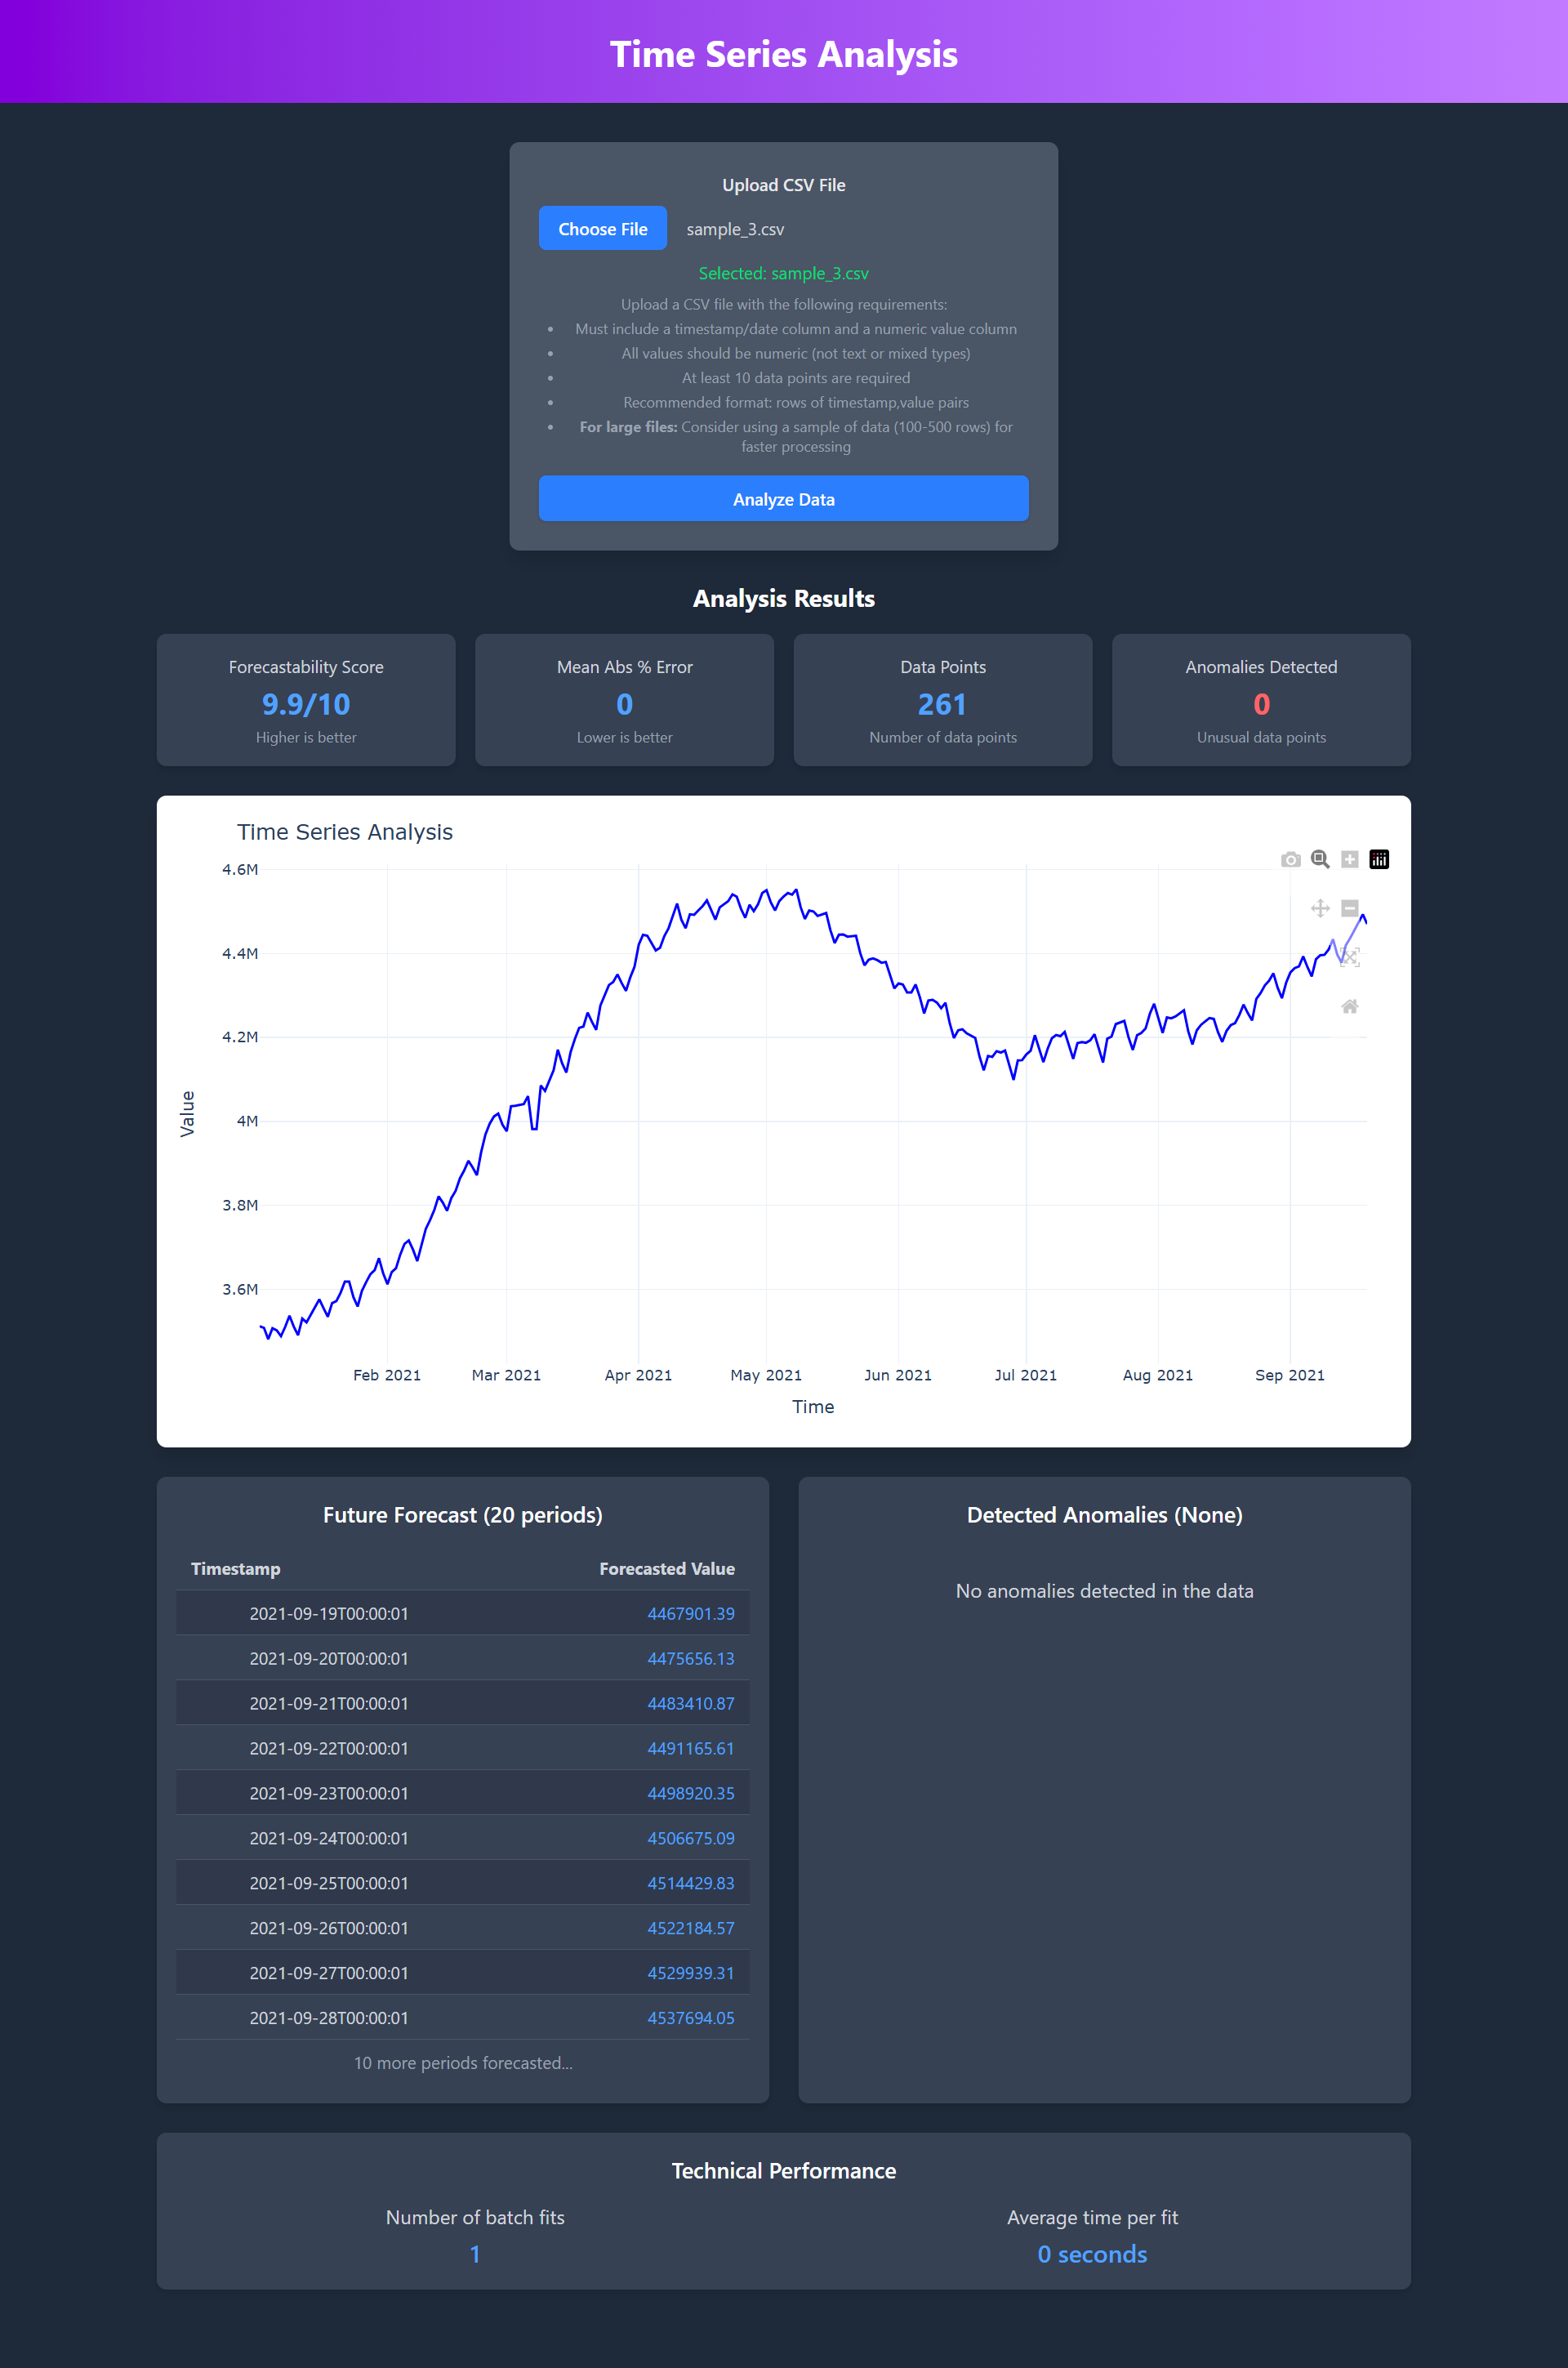 Time Series Analysis
Upload CSV File
Choose File sample_3.csv
Selected: sample_3.csv
Upload a CSV file with the following requirements:
• Must include a timestamp/date column and a numeric value column
• All values should be numeric (not text or mixed types)
• At least 10 data points are required
• Recommended format: rows of timestamp,value pairs
• For large files: Consider using a sample of data (100-500 rows) for
faster processing
Analyze Data
Analysis Results
Forecastability Score
9.9/10
Higher is better
Mean Abs % Error
0
Lower is better
Data Points
261
Number of data points
Anomalies Detected
0
Unusual data points
Time Series Analysis
4.6M
4.4M
4.2M
4M
3.8M
3.6M
Value
Feb 2021 Mar 2021 Apr 2021 May 2021 Jun 2021 Jul 2021 Aug 2021 Sep 2021
Time
Future Forecast (20 periods)
Timestamp Forecasted Value
2021-09-19T00:00:01 4467901.39
2021-09-20T00:00:01 4475656.13
2021-09-21T00:00:01 4483410.87
2021-09-22T00:00:01 4491165.61
2021-09-23T00:00:01 4498920.35
2021-09-24T00:00:01 4506675.09
2021-09-25T00:00:01 4514429.83
2021-09-26T00:00:01 4522184.57
2021-09-27T00:00:01 4529939.31
2021-09-28T00:00:01 4537694.05
10 more periods forecasted...
Detected Anomalies (None)
No anomalies detected in the data
Technical Performance
Number of batch fits
1
Average time per fit
0 seconds